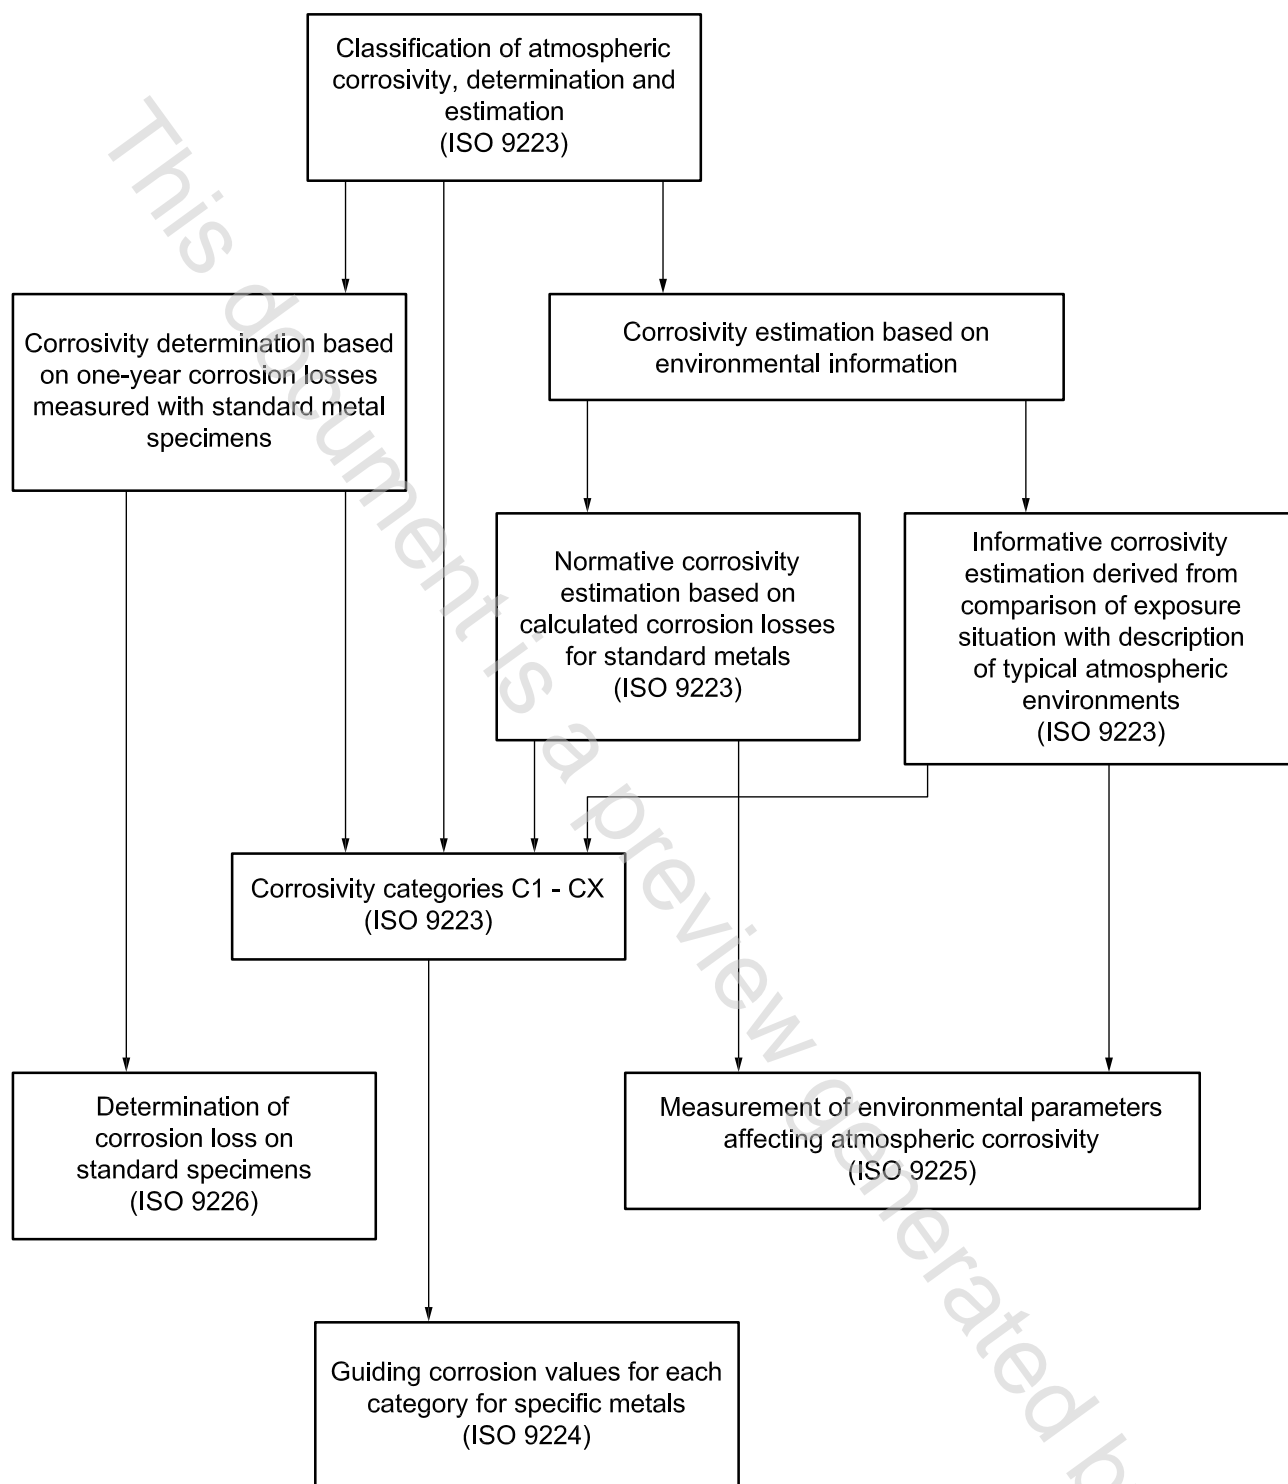 Classification of atmospheric
corrosivity, determination and
estimation
(ISO 9223)
Corrosivity determination based
on one-year corrosion losses
measured with standard metal
specimens
Corrosivity estimation based on
environmental information
Normative corrosivity
estimation based on
calculated corrosion losses
for standard metals
(ISO 9223)
Informative corrosivity
estimation derived from
comparison of exposure
situation with description
of typical atmospheric
environments
(ISO 9223)
Corrosivity categories C1 - CX
(ISO 9223)
Determination of
corrosion loss on
standard specimens
(ISO 9226)
Measurement of environmental parameters
affecting atmospheric corrosivity
(ISO 9225)
Guiding corrosion values for each
category for specific metals
(ISO 9224)
This document is a preview generated b